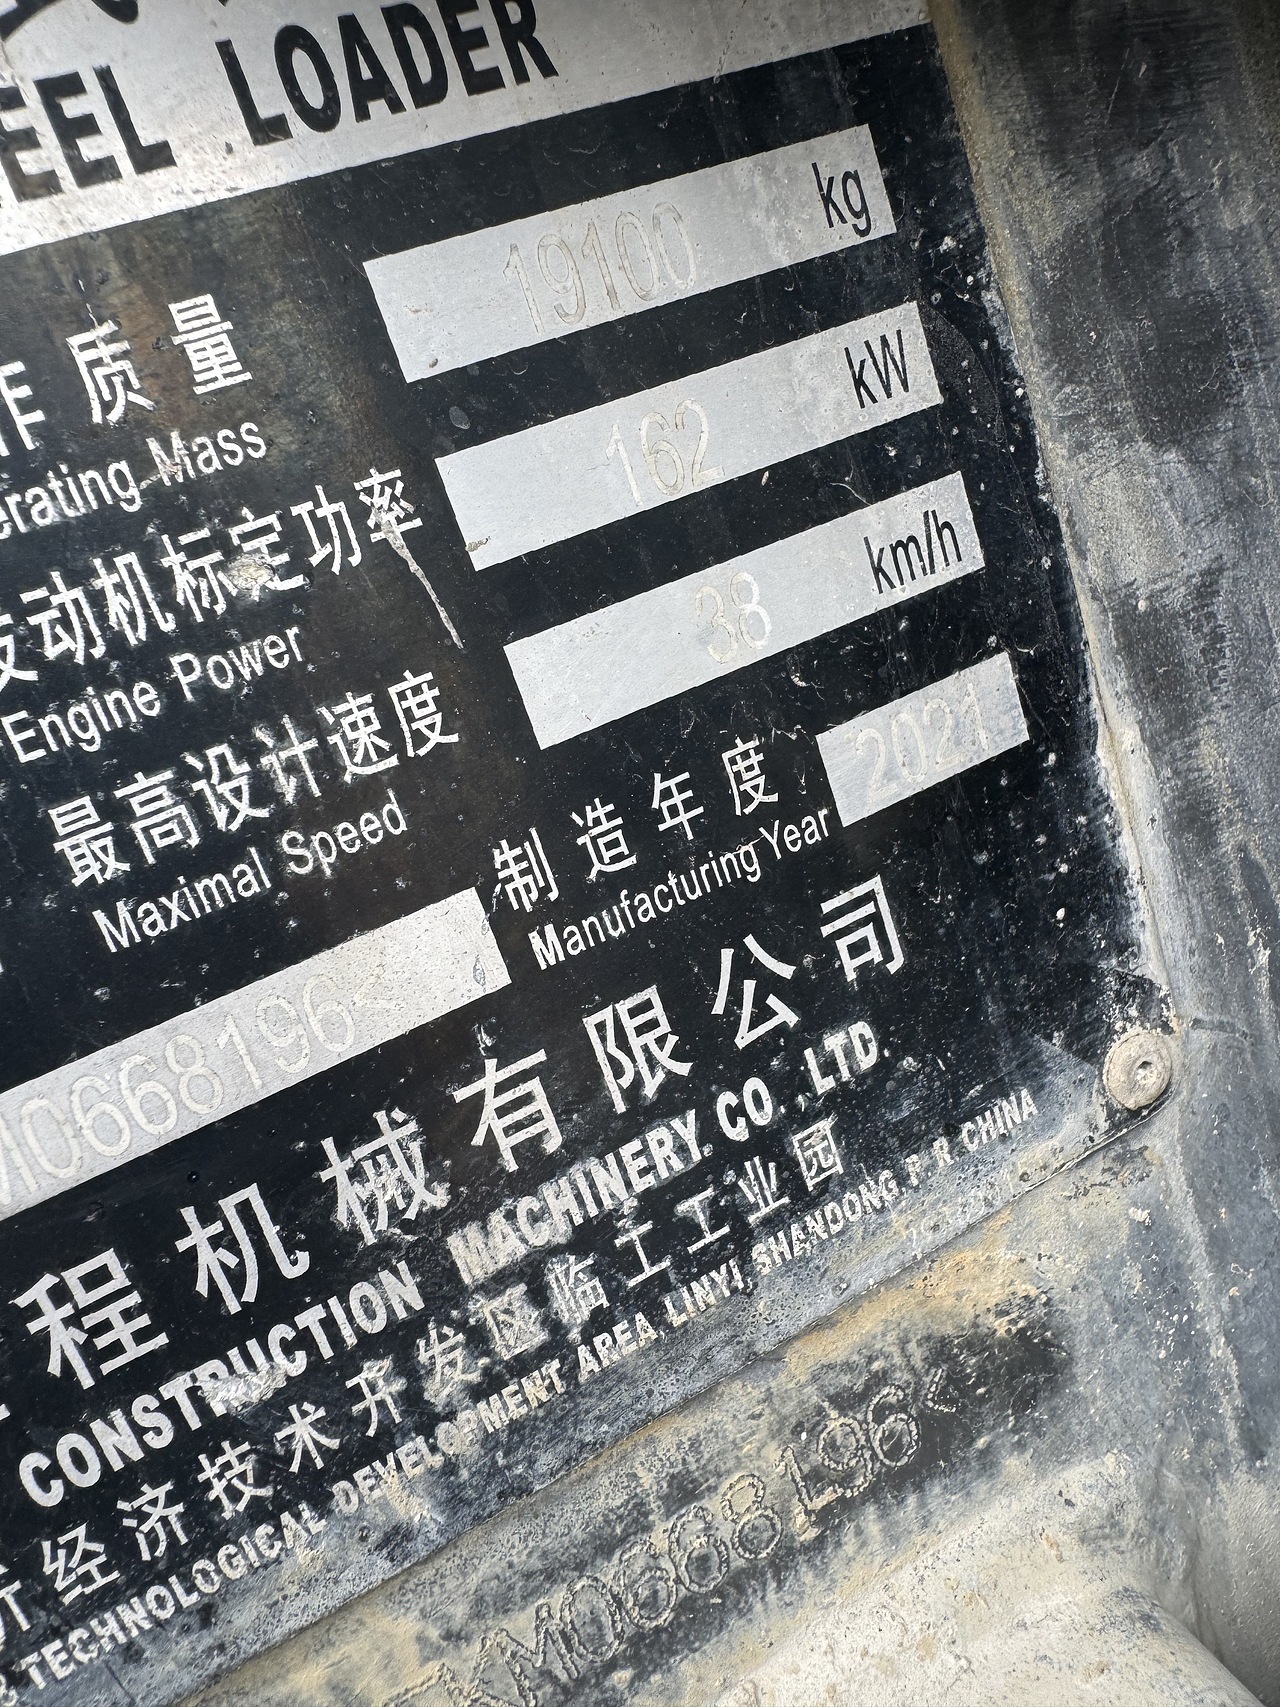 EEL LOADER
作 质 量 19100 kg
erating Mass
发动机标定功率 162 kW
Engine Power
最高设计速度 38 km/h
Maximal Speed
M0668196< 制 造 年 度 2021
Manufacturing Year
程 机 械 有 限 公 司
CONSTRUCTION MACHINERY CO.,LTD.
经 济 技 术 开 发 区 临 工 工 业 园
TECHNOLOGICAL DEVELOPMENT AREA, LINYI, SHANDONG, P. R. CHINA
M0668196<